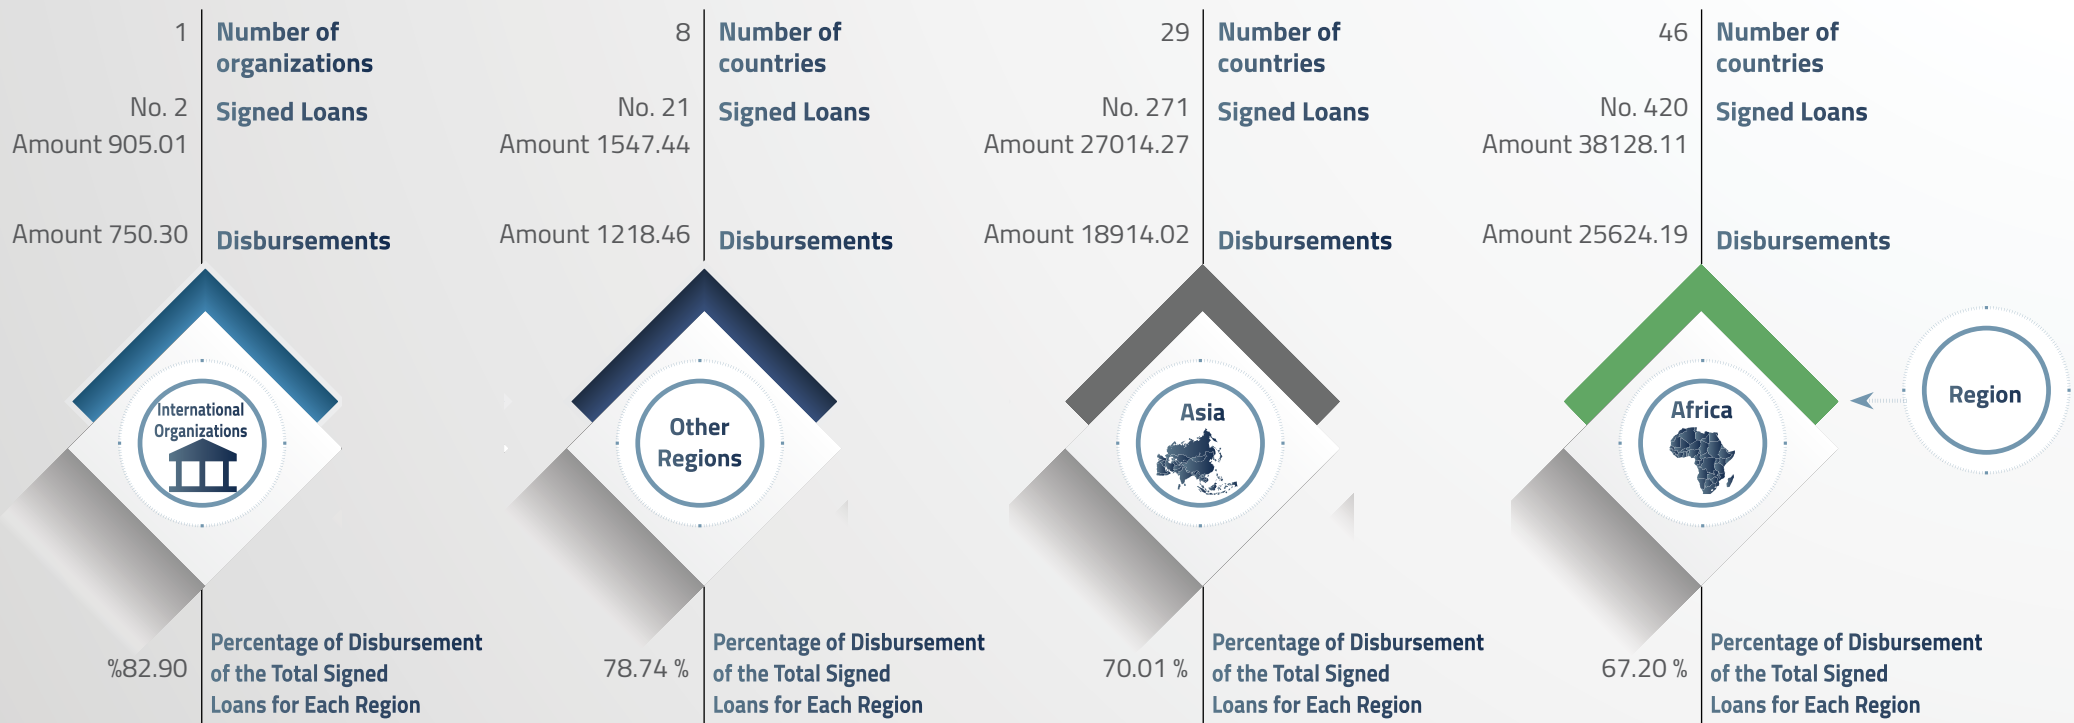 1
Number of
organizations
No. 2
Amount 905.01
Signed Loans
Amount 750.30
Disbursements
International
Organizations
%82.90
Percentage of Disbursement
of the Total Signed
Loans for Each Region
8
Number of
countries
No. 21
Amount 1547.44
Signed Loans
Amount 1218.46
Disbursements
Other
Regions
78.74 %
Percentage of Disbursement
of the Total Signed
Loans for Each Region
29
Number of
countries
No. 271
Amount 27014.27
Signed Loans
Amount 18914.02
Disbursements
Asia
70.01 %
Percentage of Disbursement
of the Total Signed
Loans for Each Region
46
Number of
countries
No. 420
Amount 38128.11
Signed Loans
Amount 25624.19
Disbursements
Africa
67.20 %
Percentage of Disbursement
of the Total Signed
Loans for Each Region
Region